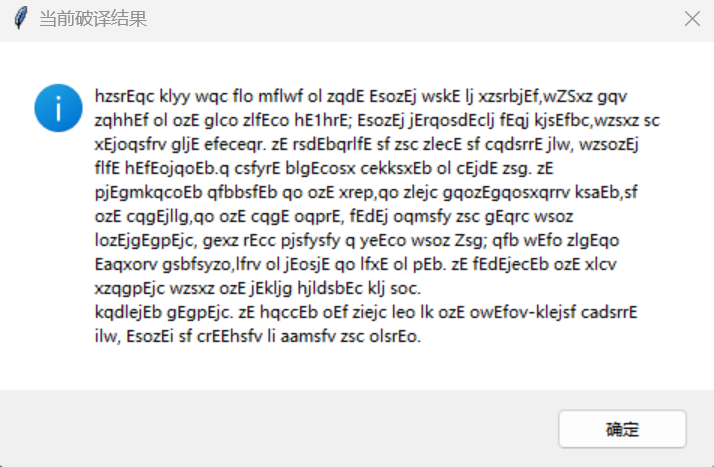 当前破译结果
hzsrEqc klyy wqc flo mflwf ol zqdE EsozEj wskE lj xzsrbjEf,wZSxz gqv
zqhhEf ol ozE glco zlfEco hE1hrE; EsozEj jErqosdEclj fEqj kjsEfbc,wzsxz sc
xEjoqsfrv gljE efeceqr. zE rsdEbqrlfE sf zsc zlecE sf cqdsrrE jlw, wzsozEj
flfE hEfEojqoEb.q csfyrE blgEcosx cekksxEb ol cEjdE zsg. zE
pjEgmkqcoEb qfbbsfEb qo ozE xrep,qo zlejc gqozEgqosxqrrv ksaEb,sf
ozE cqgEjllg,qo ozE cqgE oqprE, fEdEj oqmsfy zsc gEqrc wsoz
lozEjgEgpEjc, gexz rEcc pjsfysfy q yeEco wsoz Zsg; qfb wEfo zlgEqo
Eaqxorv gsbfsyzo,lfrv ol jEosjE qo lfxE ol pEb. zE fEdEjecEb ozE xlcv
xzqgpEjc wzsxz ozE jEkljg hjldsbEc klj soc.
kqdlejEb gEgpEjc. zE hqccEb oEf ziejc leo lk ozE owEfov-klejsf cadsrrE
ilw, EsozEi sf crEEhsfv li aamsfv zsc olsrEo.
确定